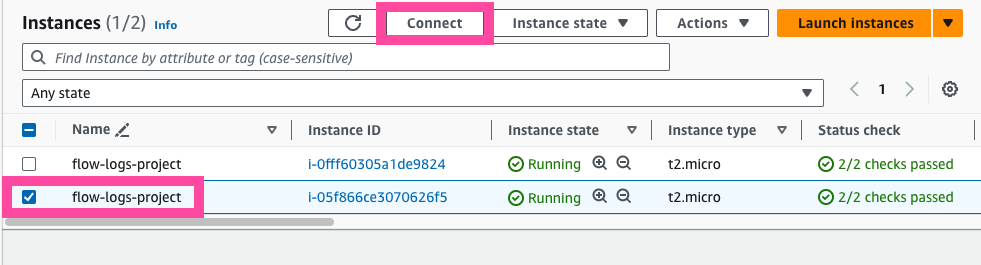 Instances (1/2) Info Connect Instance state Actions Launch instances
Find Instance by attribute or tag (case-sensitive)
Any state 1
Name Instance ID Instance state Instance type Status check
flow-logs-project i-0fff60305a1de9824 Running t2.micro 2/2 checks passed
flow-logs-project i-05f866ce3070626f5 Running t2.micro 2/2 checks passed